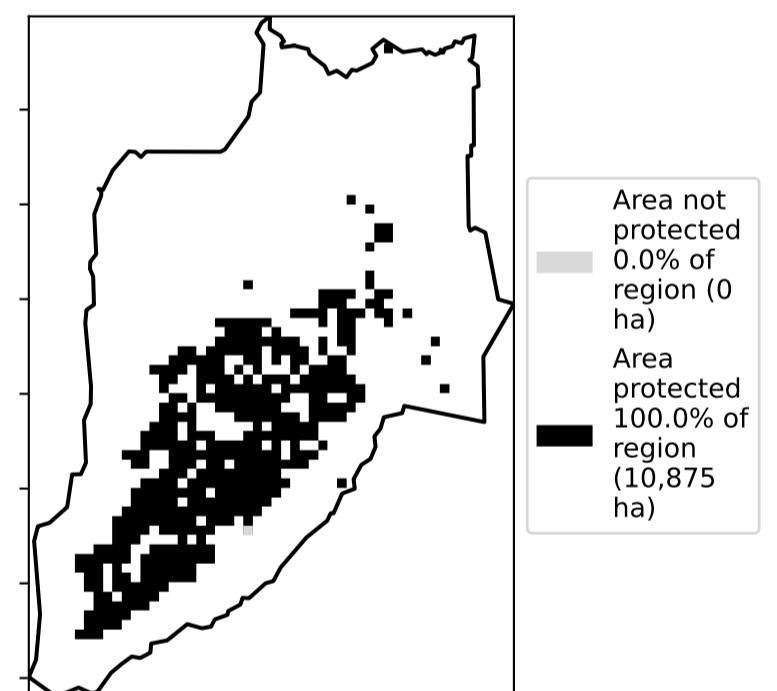 Area not
protected
0.0% of
region (0
ha)
Area
protected
100.0% of
region
(10,875
ha)